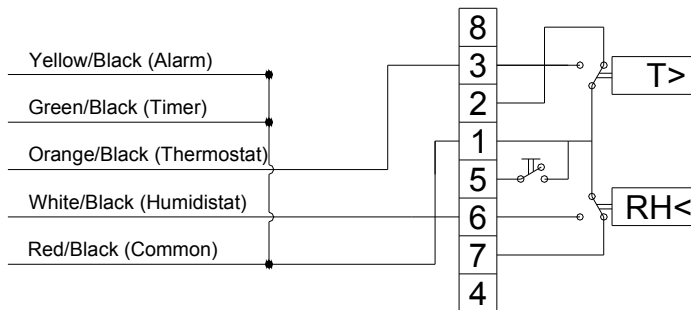 Yellow/Black (Alarm)
Green/Black (Timer)
Orange/Black (Thermostat)
White/Black (Humidistat)
Red/Black (Common)
8
3
2
1
5
6
7
4
T>
RH<